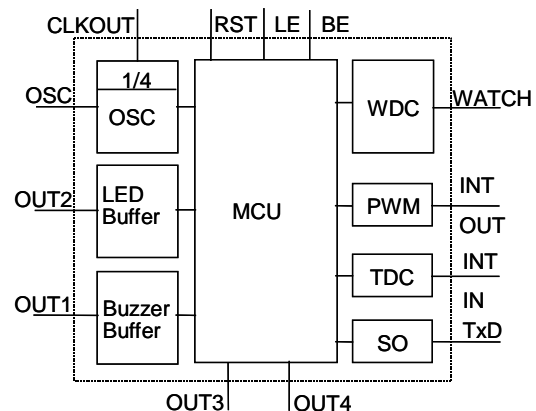 CLKOUT
RST
LE
BE
1/4
OSC
OSC
WDC
WATCH
OUT2
LED
Buffer
MCU
PWM
INT
OUT
TDC
INT
IN
OUT1
Buzzer
Buffer
SO
TxD
OUT3
OUT4